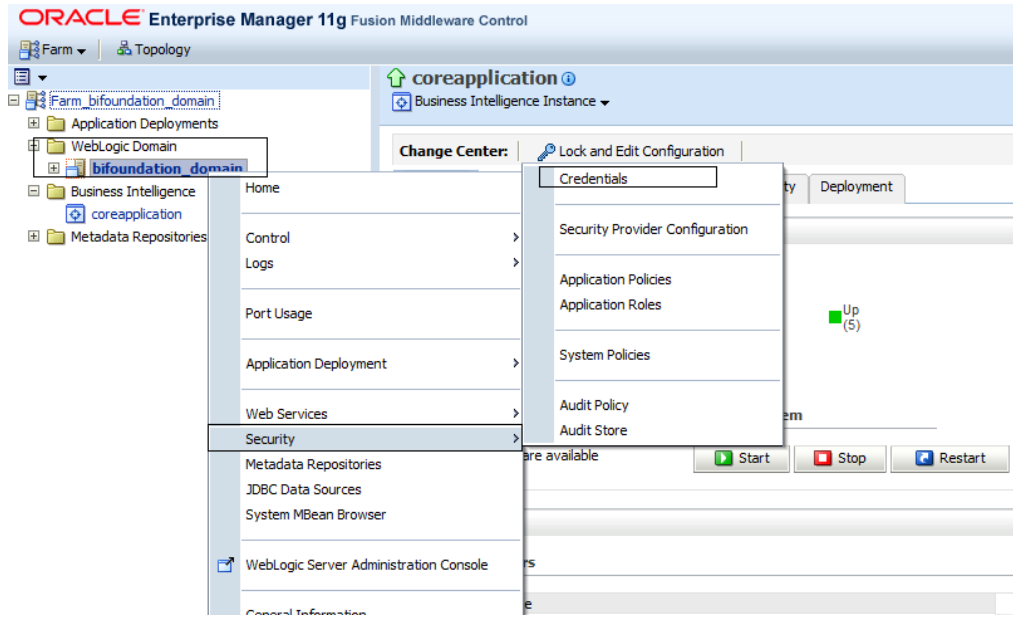 ORACLE Enterprise Manager 11g Fusion Middleware Control
Farm
Topology
Farm_bifoundation_domain
Application Deployments
WebLogic Domain
bifoundation_domain
Business Intelligence
coreapplication
Metadata Repositories
coreapplication
Business Intelligence Instance
Change Center:
Lock and Edit Configuration
Deployment
Up
(5)
are available
Start
Stop
Restart
Home
Control
Logs
Port Usage
Application Deployment
Web Services
Security
Metadata Repositories
JDBC Data Sources
System MBean Browser
WebLogic Server Administration Console
General Information
Credentials
Security Provider Configuration
Application Policies
Application Roles
System Policies
Audit Policy
Audit Store